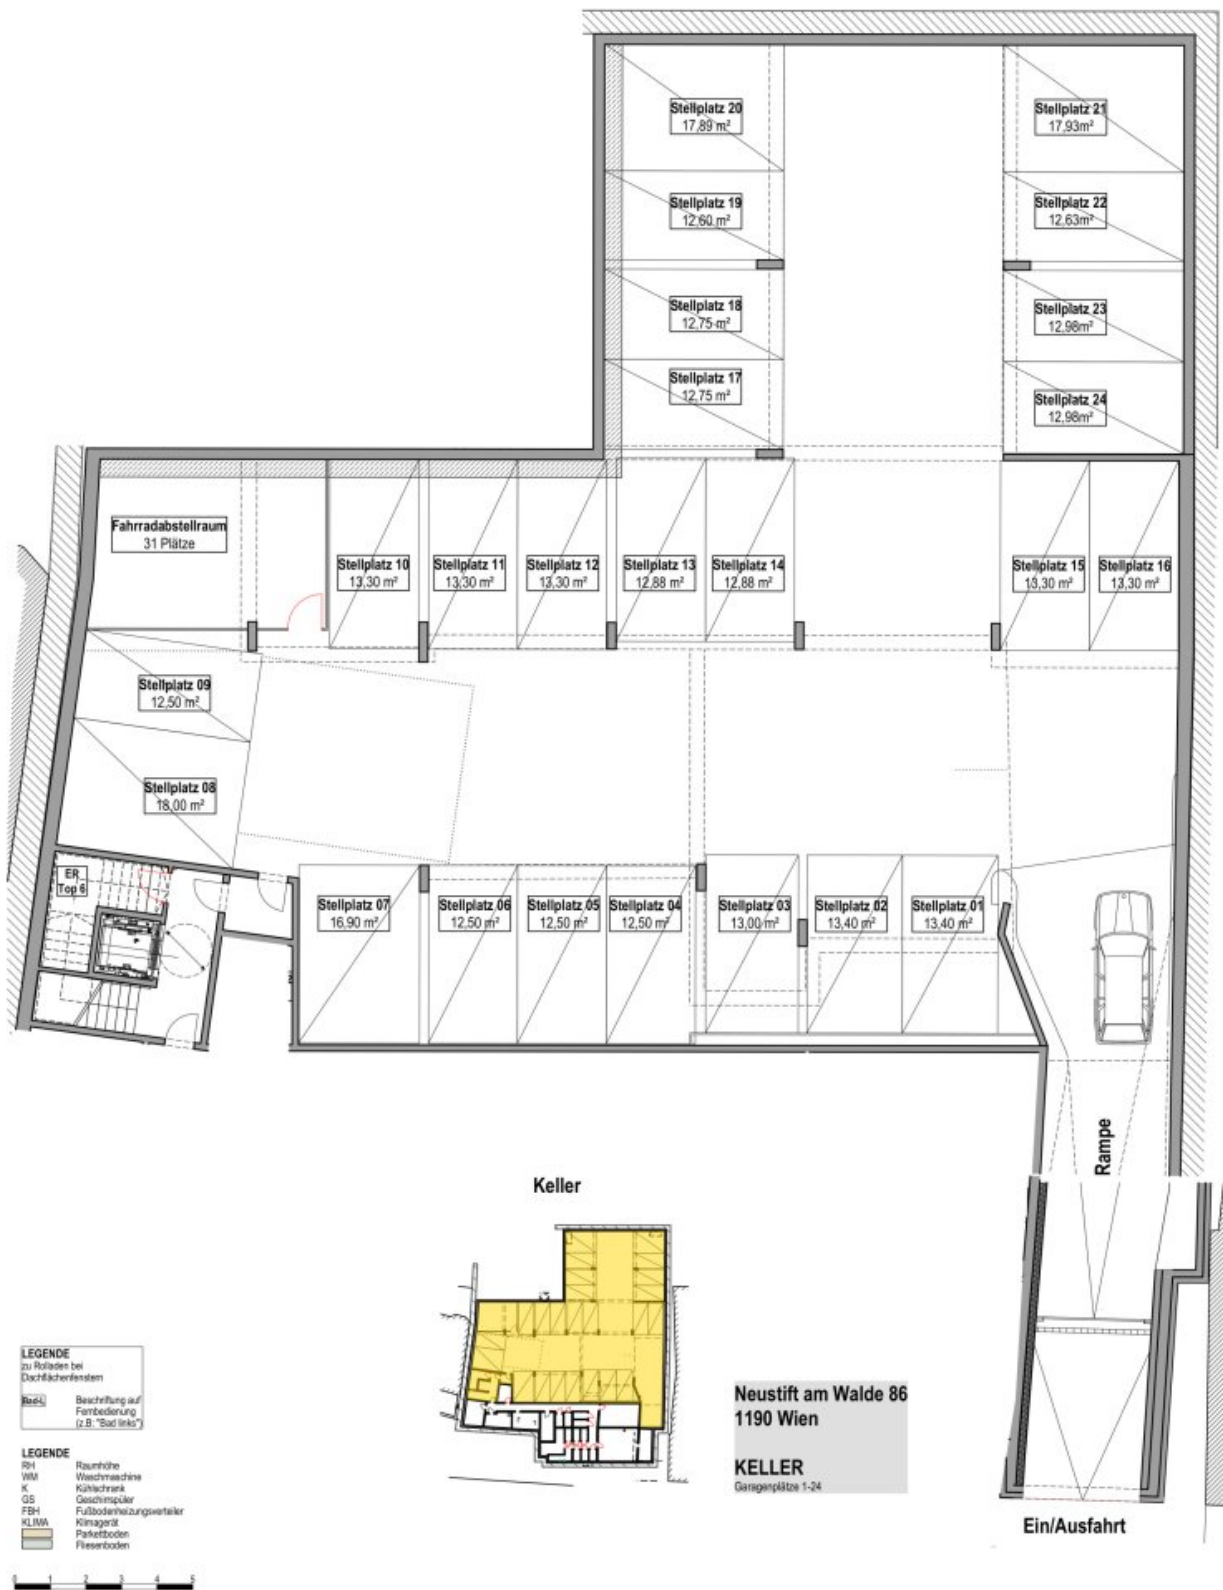 Stellplatz 20
17,89 m²
Stellplatz 21
17,93m²
Stellplatz 19
12,60 m²
Stellplatz 22
12,63m²
Stellplatz 18
12,75 m²
Stellplatz 23
12,98m²
Stellplatz 17
12,75 m²
Stellplatz 24
12,98m²
Fahrradabstellraum
31 Plätze
Stellplatz 10
13,30 m²
Stellplatz 11
13,30 m²
Stellplatz 12
13,30 m²
Stellplatz 13
12,88 m²
Stellplatz 14
12,88 m²
Stellplatz 15
13,30 m²
Stellplatz 16
13,30 m²
Stellplatz 09
12,50 m²
Stellplatz 08
18,00 m²
ER
Top 6
Stellplatz 07
16,90 m²
Stellplatz 06
12,50 m²
Stellplatz 05
12,50 m²
Stellplatz 04
12,50 m²
Stellplatz 03
13,00 m²
Stellplatz 02
13,40 m²
Stellplatz 01
13,40 m²
Rampe
Keller
LEGENDE
zu Rolladen bei
Dachflächenfenstern
Bad-L
Beschriftung auf
Fernbedienung
(z.B: "Bad links")
LEGENDE
RH Raumhöhe
WM Waschmaschine
K Kühlschrank
GS Geschirrspüler
FBH Fußbodenheizungsverteiler
KLIMA Klimagerät
Parkettboden
Fliesenboden
0 1 2 3 4 5
Neustift am Walde 86
1190 Wien
KELLER
Garagenplätze 1-24
Ein/Ausfahrt